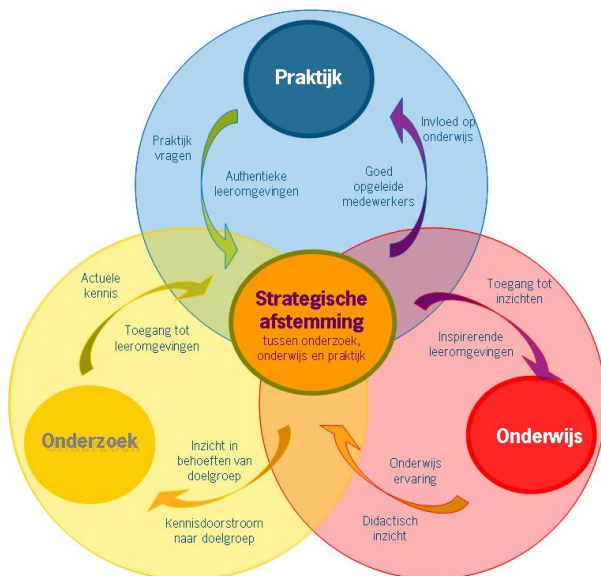 Praktijk
Praktijk
vragen
Authentieke
leeromgevingen
Invloed op
onderwijs
Goed
opgeleide
medewerkers
Actuele
kennis
Toegang tot
leeromgevingen
Strategische
afstemming
tussen onderzoek,
onderwijs en praktijk
Toegang tot
inzichten
Inspirerende
leeromgevingen
Onderzoek
Onderwijs
Inzicht in
behoeften van
doelgroep
Kennisdoorstroom
naar doelgroep
Onderwijs
ervaring
Didactisch
inzicht